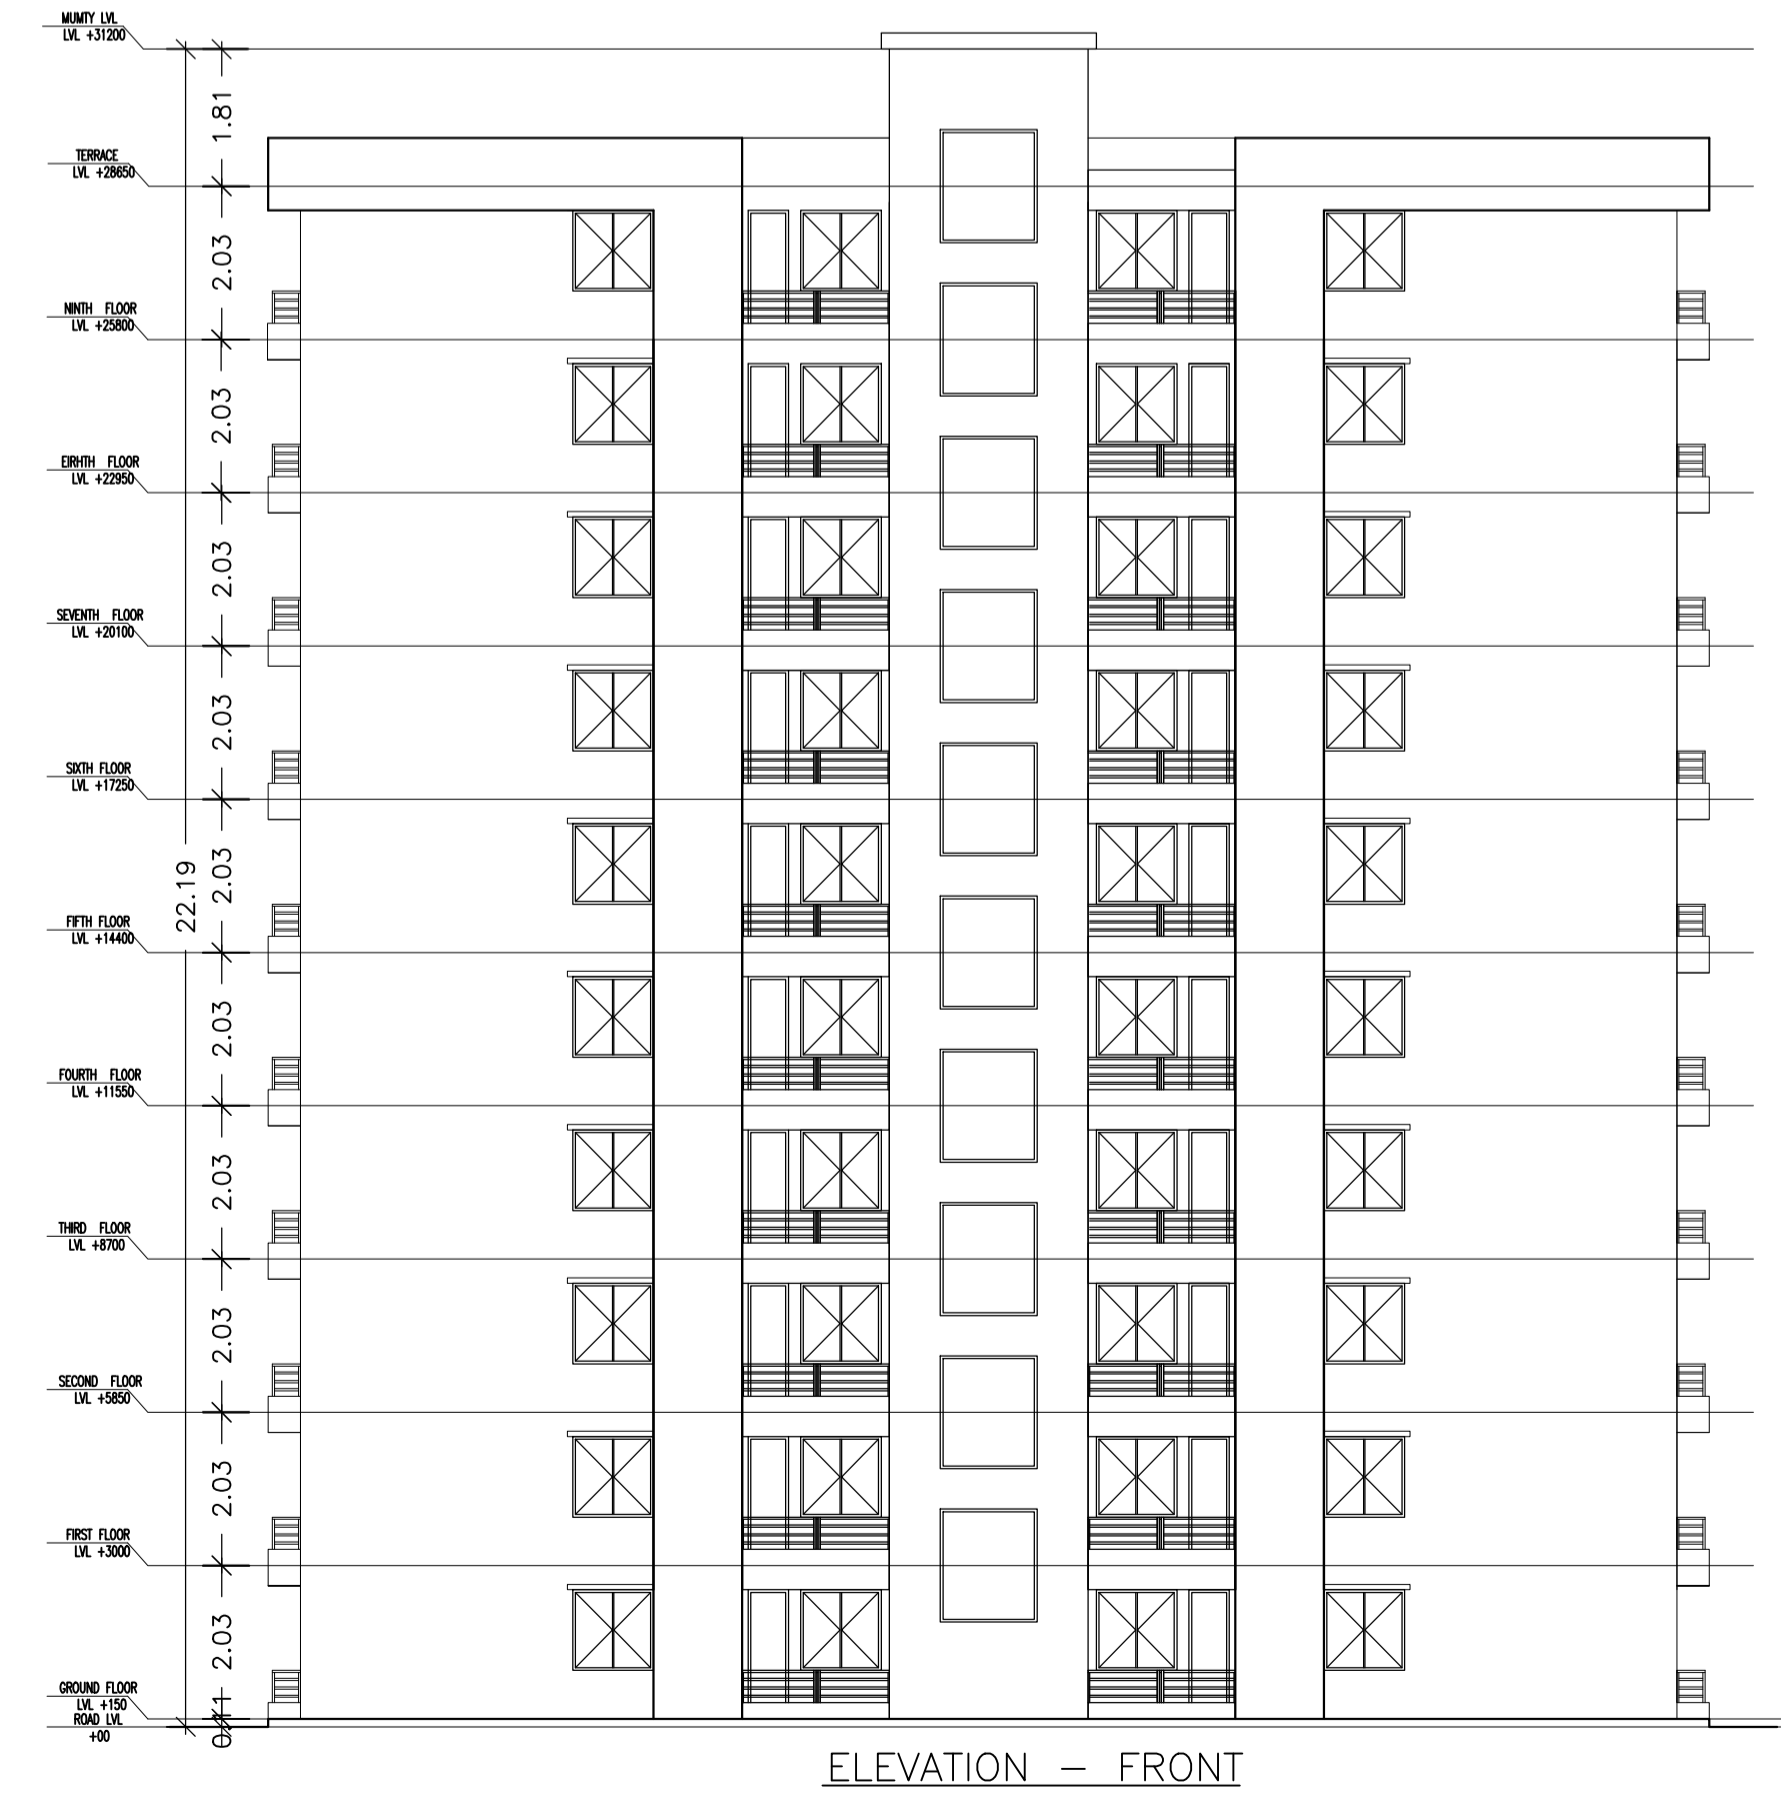 MUMTY LVL
LVL +31200
1.81
TERRACE
LVL +28650
2.03
NINTH FLOOR
LVL +25800
2.03
EIRHTH FLOOR
LVL +22950
2.03
SEVENTH FLOOR
LVL +20100
2.03
SIXTH FLOOR
LVL +17250
2.03
22.19
FIFTH FLOOR
LVL +14400
2.03
FOURTH FLOOR
LVL +11550
2.03
THIRD FLOOR
LVL +8700
2.03
SECOND FLOOR
LVL +5850
2.03
FIRST FLOOR
LVL +3000
2.03
GROUND FLOOR
LVL +150
0.11
ROAD LVL
+00
ELEVATION - FRONT